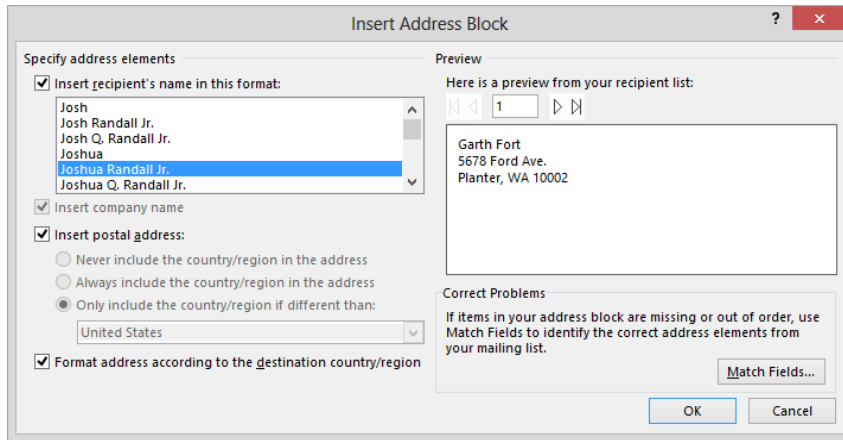 Insert Address Block
?
×
Specify address elements
Insert recipient's name in this format:
Josh
Josh Randall Jr.
Josh Q. Randall Jr.
Joshua
Joshua Randall Jr.
Joshua Q. Randall Jr.
Insert company name
Insert postal address:
Never include the country/region in the address
Always include the country/region in the address
Only include the country/region if different than:
United States
Format address according to the destination country/region
Preview
Here is a preview from your recipient list:
1
Garth Fort
5678 Ford Ave.
Planter, WA 10002
Correct Problems
If items in your address block are missing or out of order, use
Match Fields to identify the correct address elements from
your mailing list.
Match Fields...
OK
Cancel